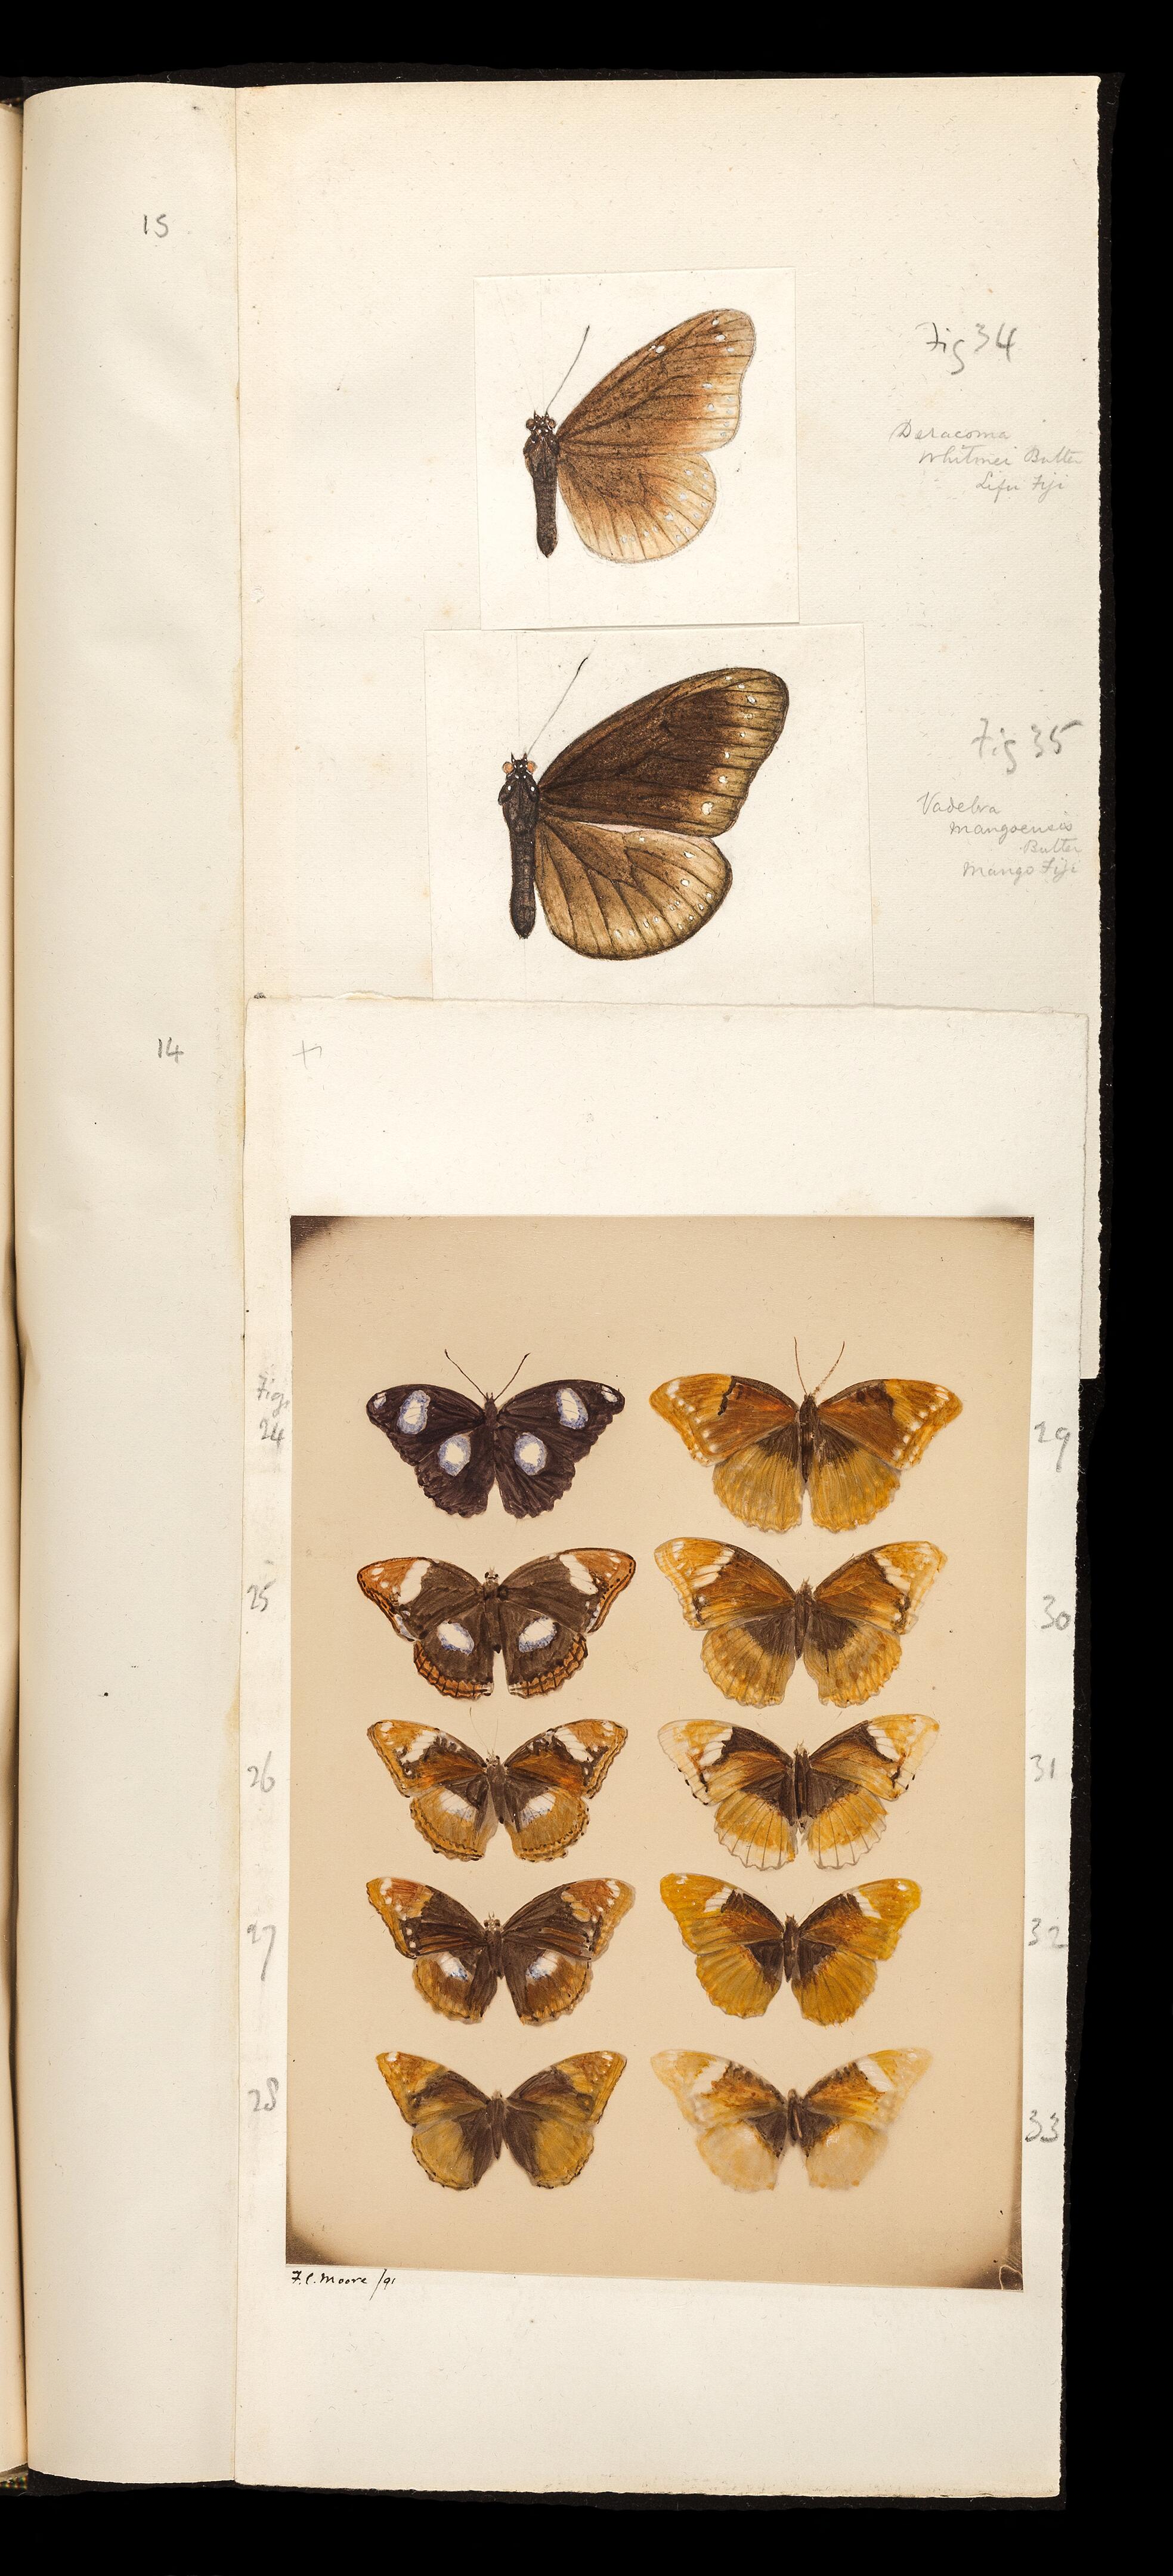 15
Fig 34
Deracoma
Whitmei Butler
Lifu Fiji
Fig 35
Vadebra
mangoensis
Butler
Mango Fiji
14
Fig.
24
29
25
30
26
31
27
32
28
33
F. C. Moore /91